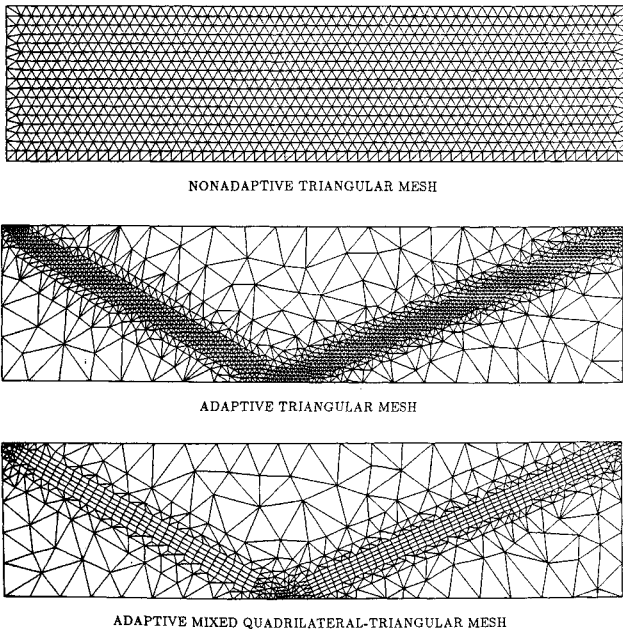 NONADAPTIVE TRIANGULAR MESH
ADAPTIVE TRIANGULAR MESH
ADAPTIVE MIXED QUADRILATERAL-TRIANGULAR MESH